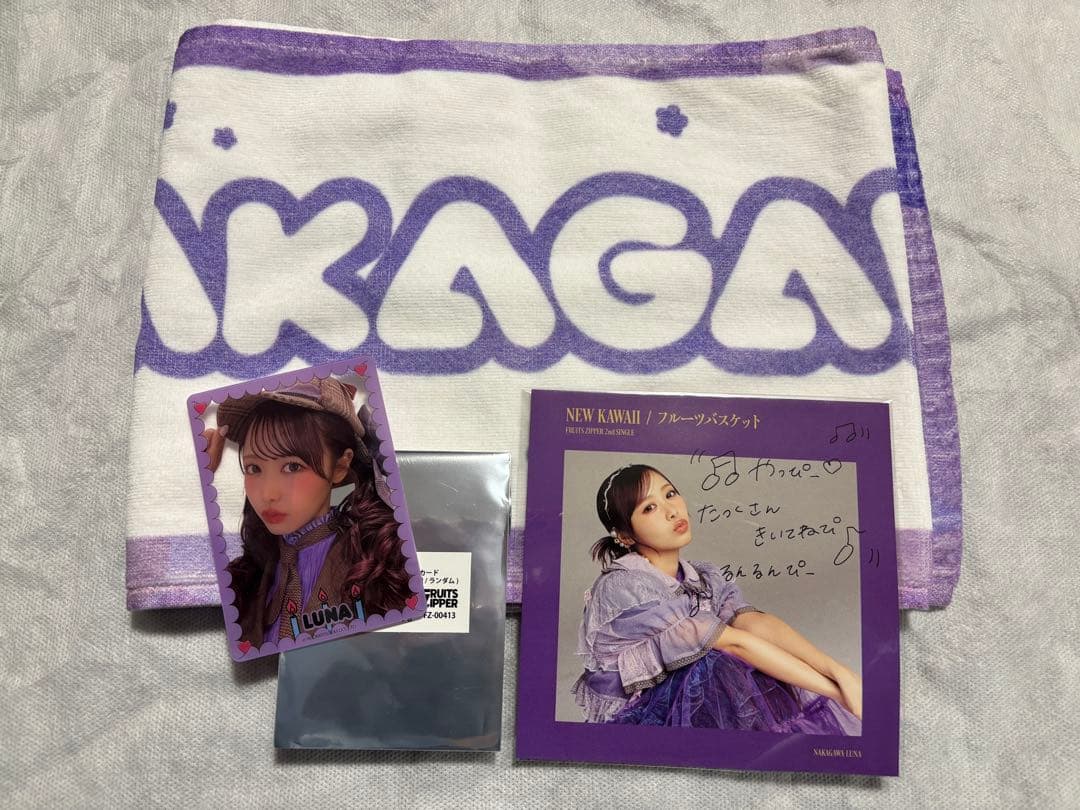 AKAGA
NEW KAWAII / フルーツバスケット
FRUITS ZIPPER 2nd SINGLE
やっぴー♡
たっくさん
きいてねぴ
るんるんぴー
NAKAGAWA LUNA
LUNA
カード
/ランダム)
FRUITS
ZIPPER
FZ-00413